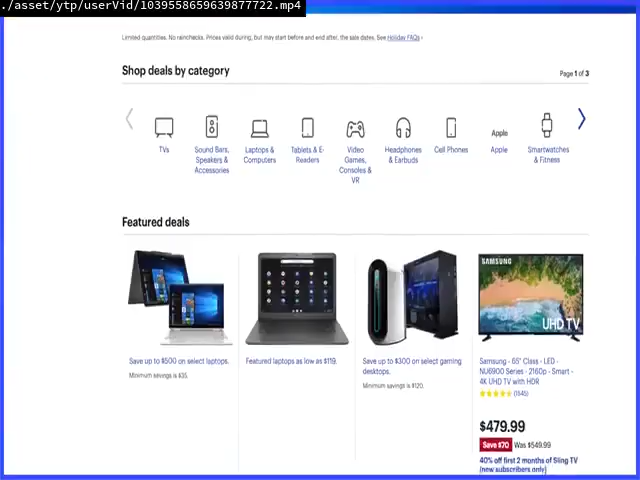 ./asset/ytp/userVid/1039558659639877722.mp4
Limited quantities. No rainchecks. Prices valid during, but may start before and end after, the sale dates. See Holiday FAQs ›
Shop deals by category
Page 1 of 3
TVs
Sound Bars, Speakers & Accessories
Laptops & Computers
Tablets & E-Readers
Video Games, Consoles & VR
Headphones & Earbuds
Cell Phones
Apple
Apple
Smartwatches & Fitness
Featured deals
SAMSUNG
UHD TV
Save up to $500 on select laptops.
Minimum savings is $35.
Featured laptops as low as $119.
Save up to $300 on select gaming desktops.
Minimum savings is $120.
Samsung - 65" Class - LED -
NU6900 Series - 2160p - Smart -
4K UHD TV with HDR
(1545)
$479.99
Save $70 Was $549.99
40% off first 2 months of Sling TV
(new subscribers only)